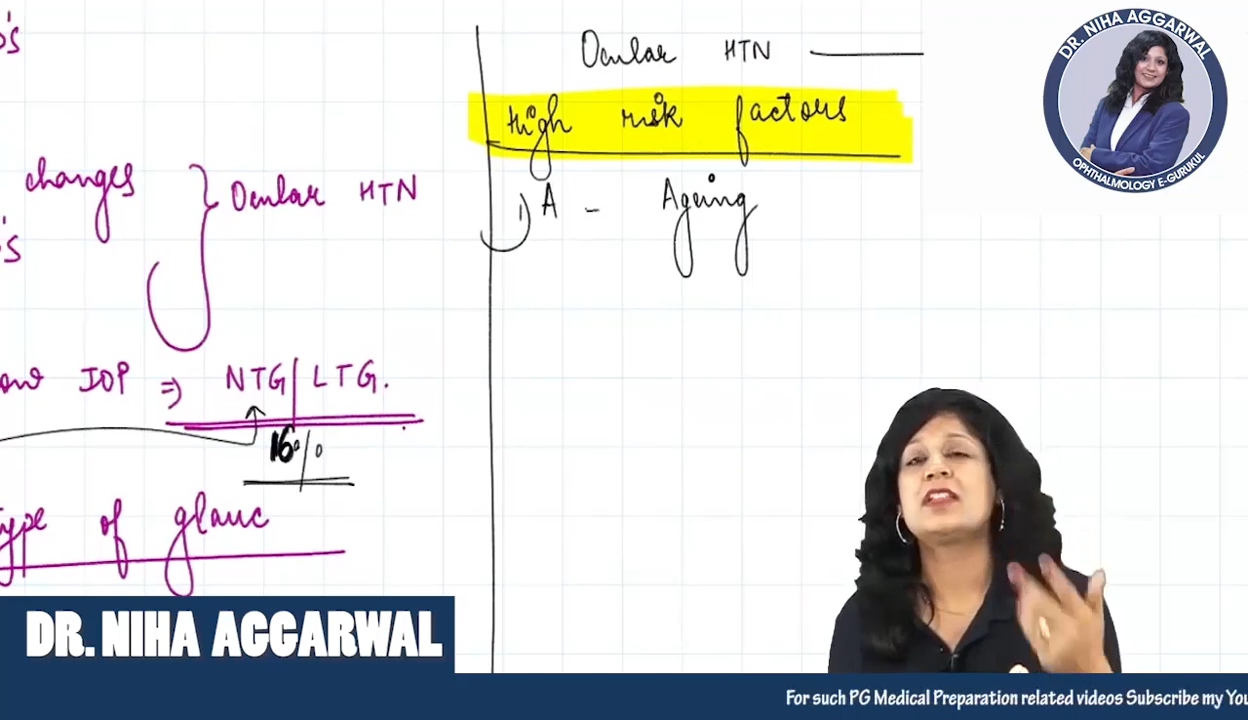 changes
Ocular HTN
IOP ⇒ NTG/LTG.
16%
type of glauc
Ocular HTN
High risk factors
1) A - Ageing
DR. NIHA AGGARWAL
OPHTHALMOLOGY E-GURUKUL
DR. NIHA AGGARWAL
For such PG Medical Preparation related videos Subscribe my You